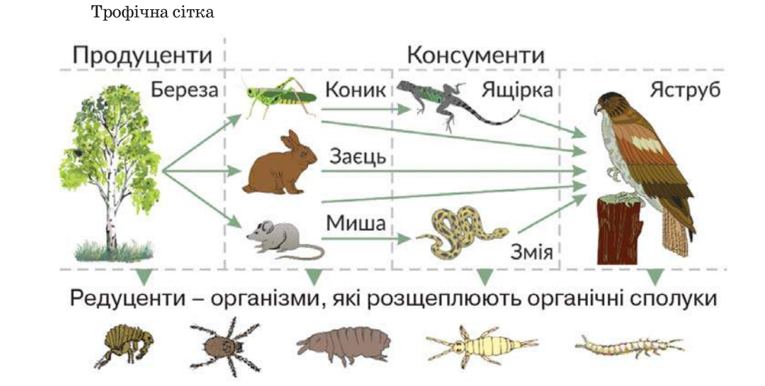 Трофічна сітка
Продуценти
Консументи
Береза
Коник
Ящірка
Яструб
Заєць
Миша
Змія
Редуценти – організми, які розщеплюють органічні сполуки